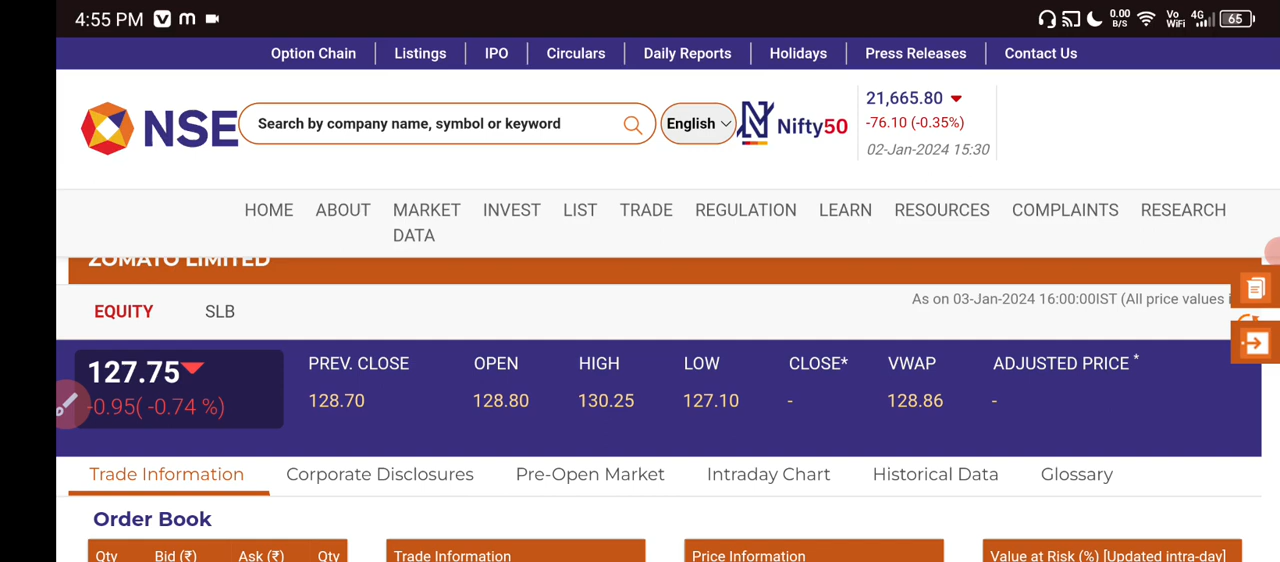 4:55 PM
0.00 B/S
Vo WiFi
4G
65
Option Chain
Listings
IPO
Circulars
Daily Reports
Holidays
Press Releases
Contact Us
NSE
Search by company name, symbol or keyword
English
Nifty50
21,665.80
-76.10 (-0.35%)
02-Jan-2024 15:30
HOME
ABOUT
MARKET DATA
INVEST
LIST
TRADE
REGULATION
LEARN
RESOURCES
COMPLAINTS
RESEARCH
ZOMATO LIMITED
EQUITY
SLB
As on 03-Jan-2024 16:00:00IST (All price values
127.75
-0.95( -0.74 %)
PREV. CLOSE
OPEN
HIGH
LOW
CLOSE*
VWAP
ADJUSTED PRICE *
128.70
128.80
130.25
127.10
-
128.86
-
Trade Information
Corporate Disclosures
Pre-Open Market
Intraday Chart
Historical Data
Glossary
Order Book
Qty
Bid (₹)
Ask (₹)
Qty
Trade Information
Price Information
Value at Risk (%) [Updated intra-day]